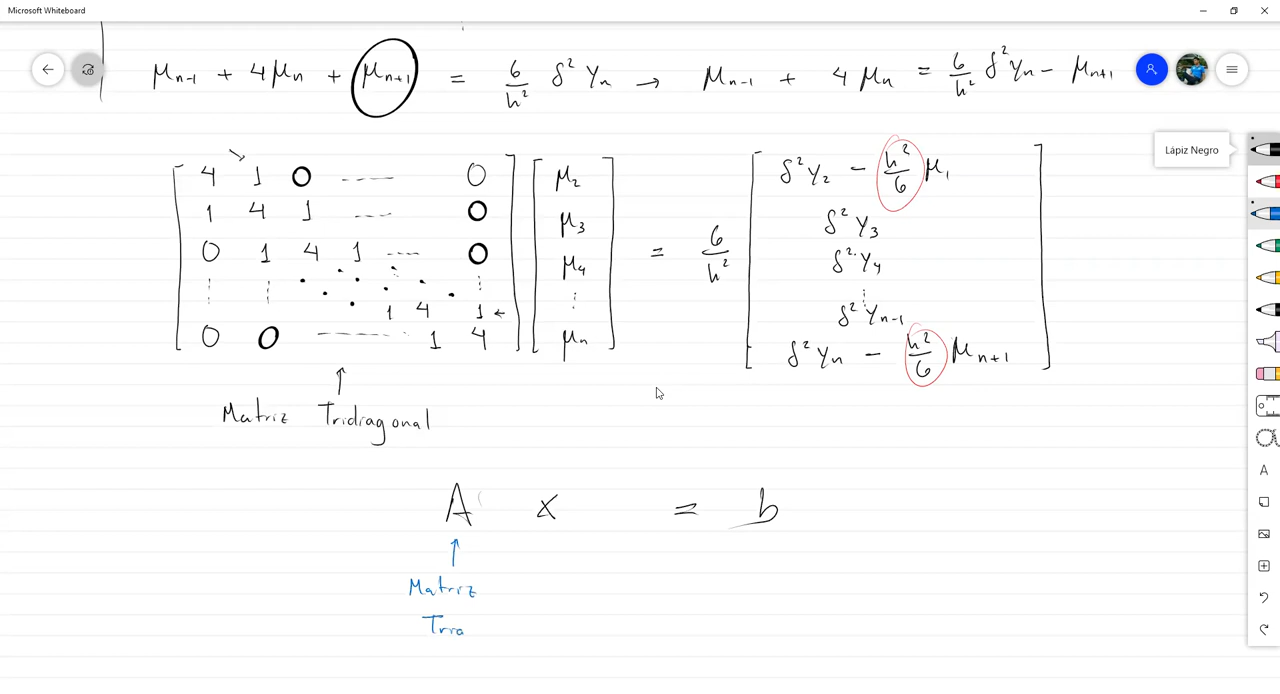 Microsoft Whiteboard
μn-1 + 4μn + μn+1 = 6/h² δ²yn → μn-1 + 4μn = 6/h² δ²yn − μn+1
Lápiz Negro
4 1 0 ---- 0 μ2 δ²y2 − h²/6 μ1
1 4 1 ---- 0 μ3 δ²y3
0 1 4 1 ---- 0 μ4 = 6/h² δ²y4
1 4 1 ← δ²yn-1
0 0 ------ 1 4 μn δ²yn − h²/6 μn+1
Matriz Tridragonal
A x = b
Matriz
Trra
A